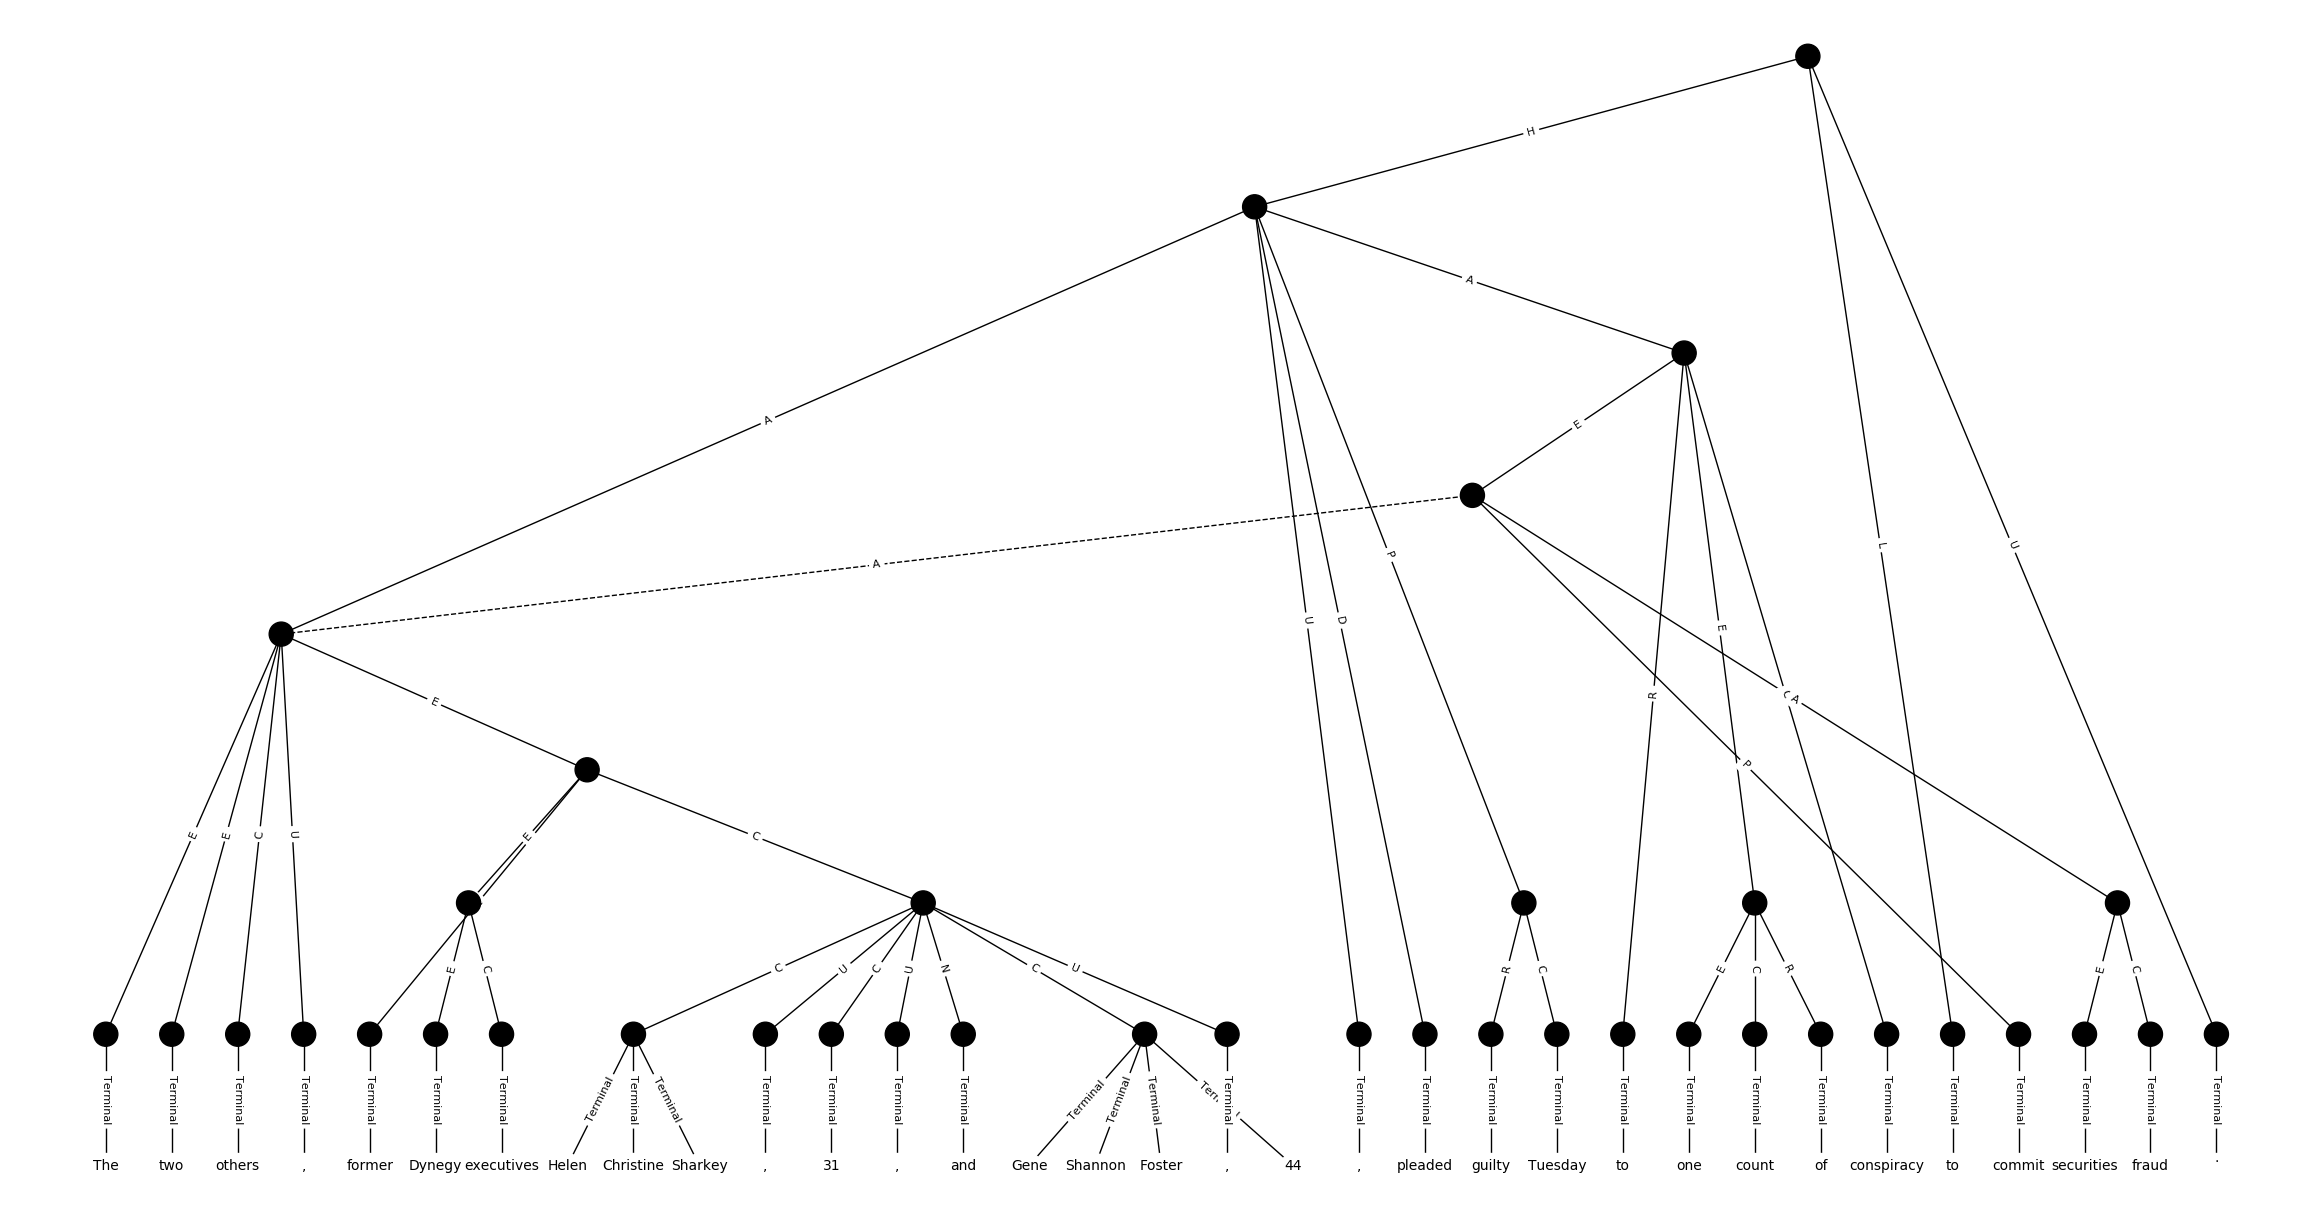 H
A
A
E
A
P
L
U
U
D
E
E
R
A
P
E
E
C
U
E
C
C
U
C
U
N
C
U
E
C
R
C
E
C
R
E
C
Terminal Terminal Terminal Terminal Terminal Terminal Terminal Terminal Terminal Terminal Terminal Terminal Terminal Terminal Terminal Terminal Terminal Terminal Terminal Terminal Terminal Terminal Terminal Terminal Terminal Terminal Terminal Terminal Terminal Terminal Terminal Terminal
The two others , former Dynegy executives Helen Christine Sharkey , 31 , and Gene Shannon Foster , 44 , pleaded guilty Tuesday to one count of conspiracy to commit securities fraud .